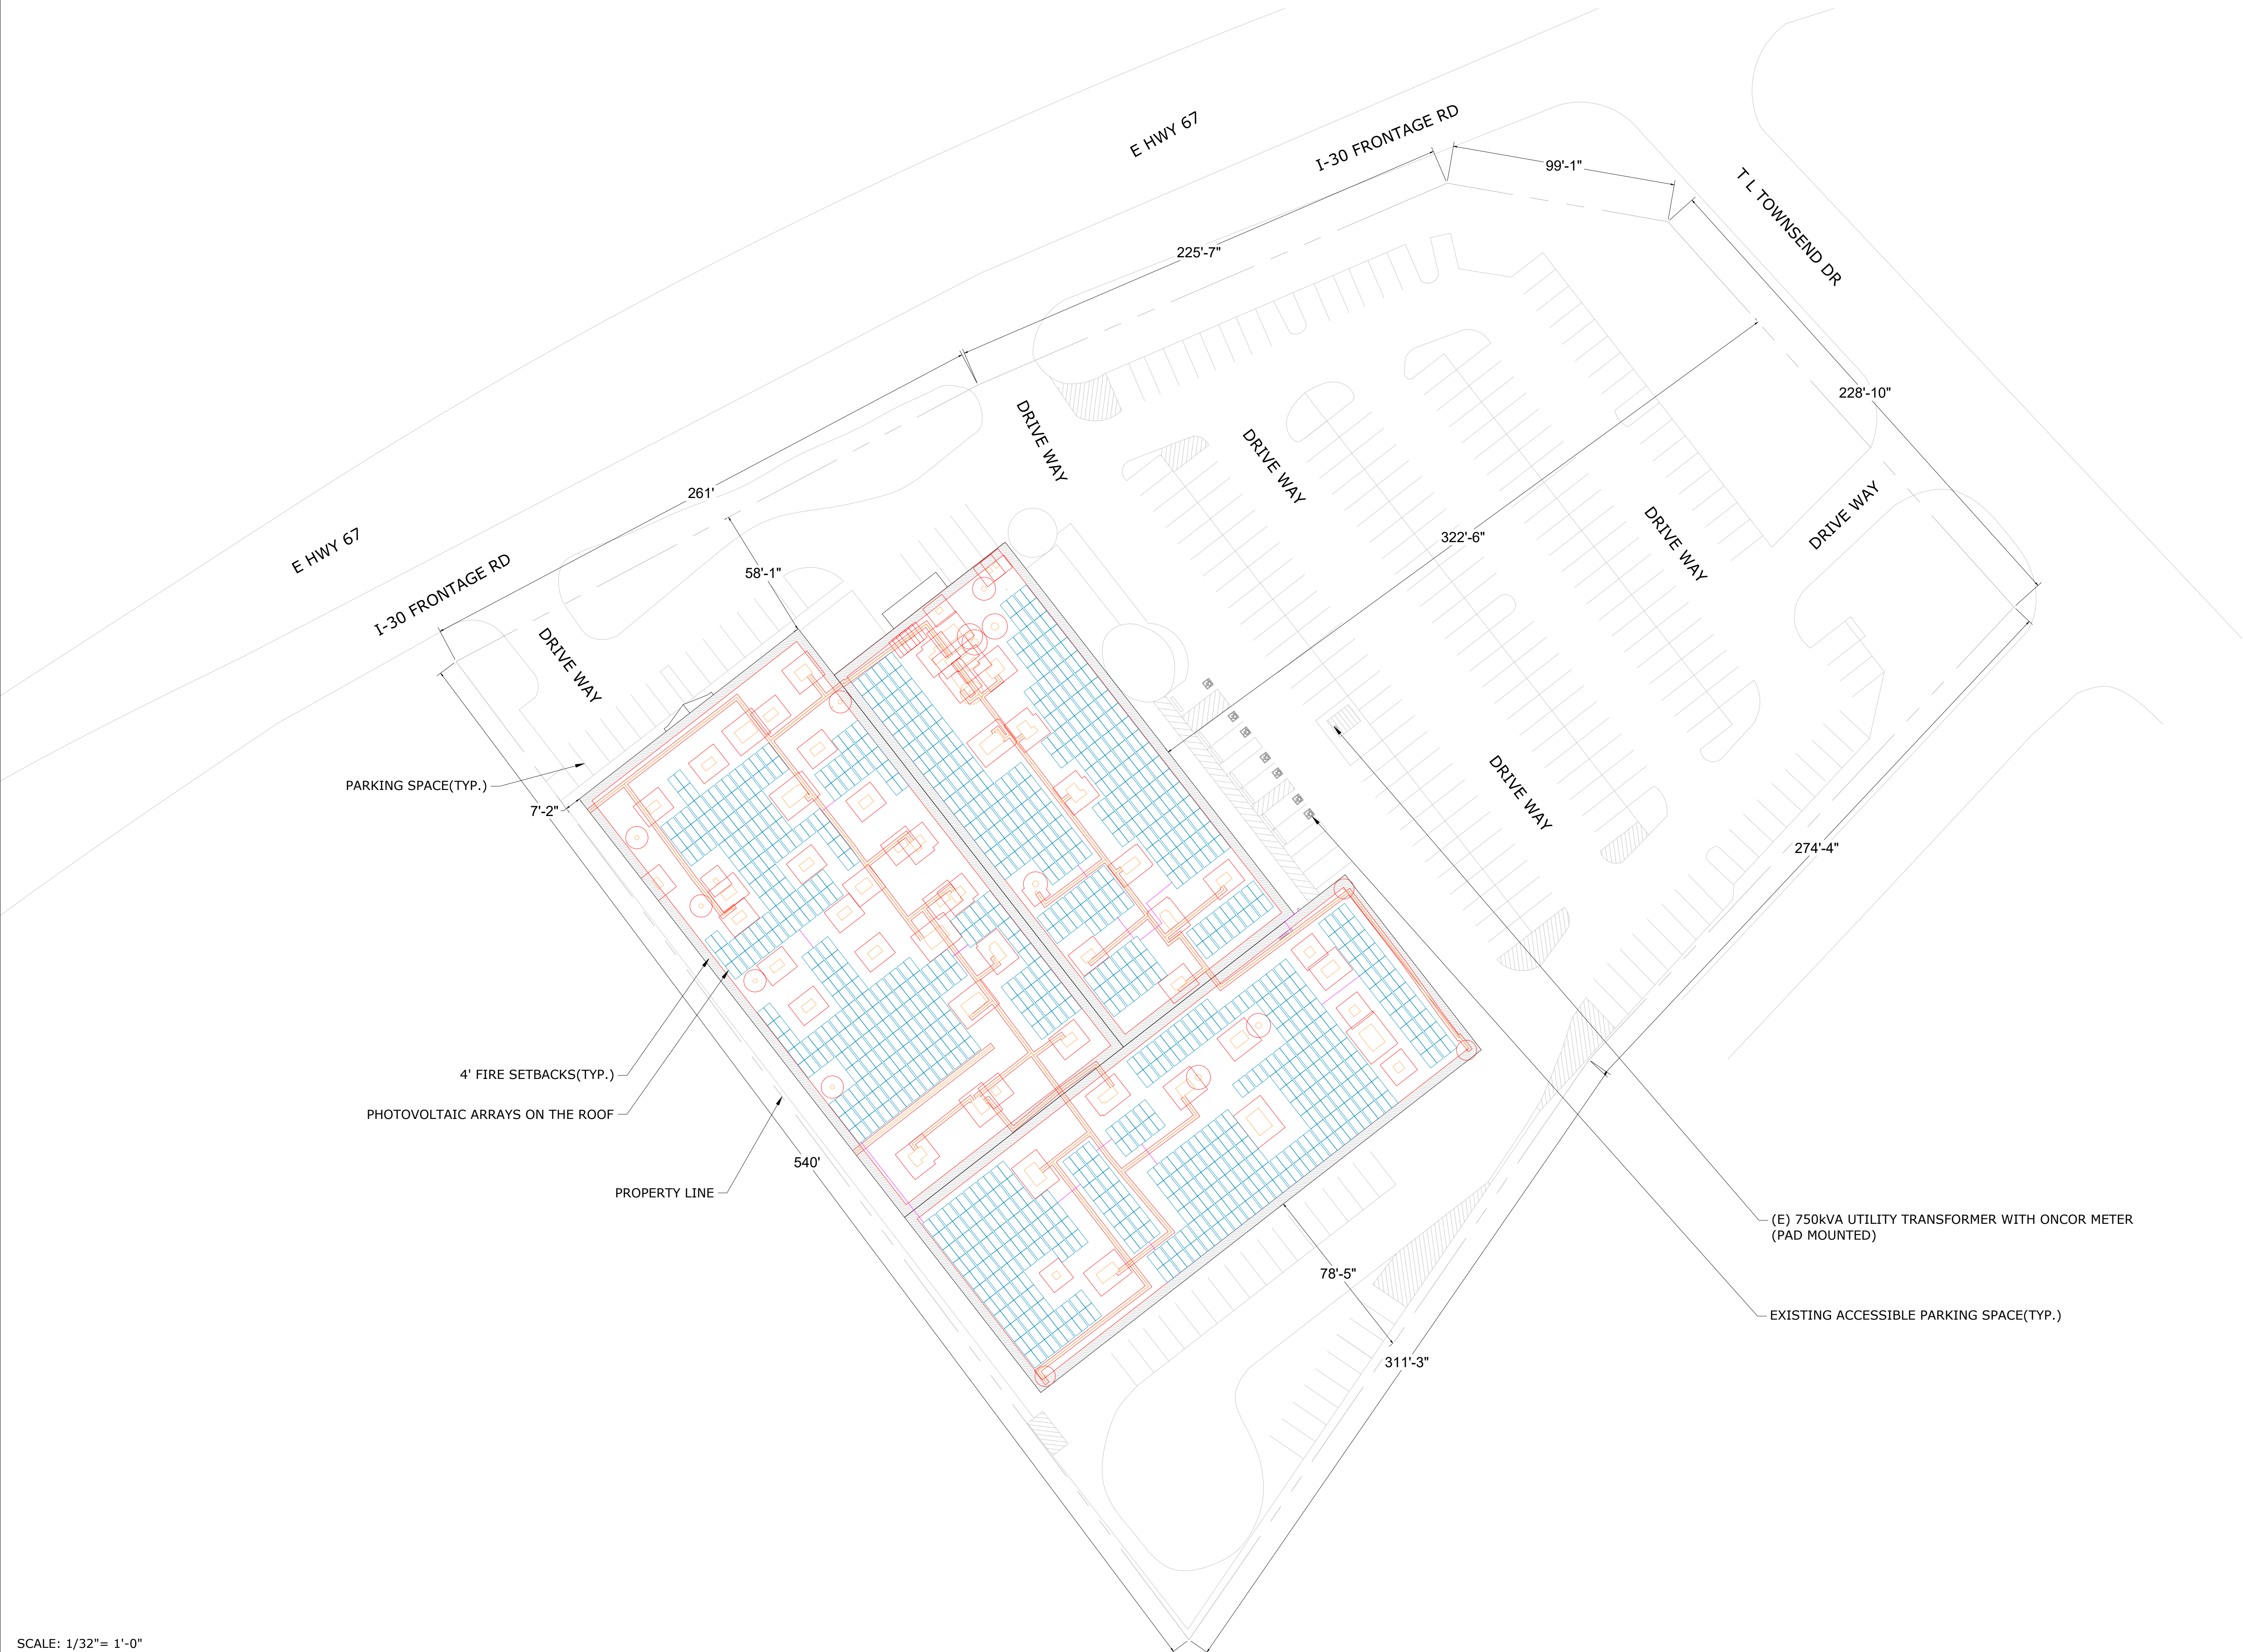 E HWY 67
I-30 FRONTAGE RD
99'-1"
T L TOWNSEND DR
225'-7"
228'-10"
DRIVE WAY
DRIVE WAY
261'
DRIVE WAY
DRIVE WAY
322'-6"
E HWY 67
I-30 FRONTAGE RD
58'-1"
DRIVE WAY
PARKING SPACE(TYP.)
7'-2"
DRIVE WAY
274'-4"
4' FIRE SETBACKS(TYP.)
PHOTOVOLTAIC ARRAYS ON THE ROOF
540'
PROPERTY LINE
(E) 750kVA UTILITY TRANSFORMER WITH ONCOR METER
(PAD MOUNTED)
78'-5"
EXISTING ACCESSIBLE PARKING SPACE(TYP.)
311'-3"
SCALE: 1/32"= 1'-0"